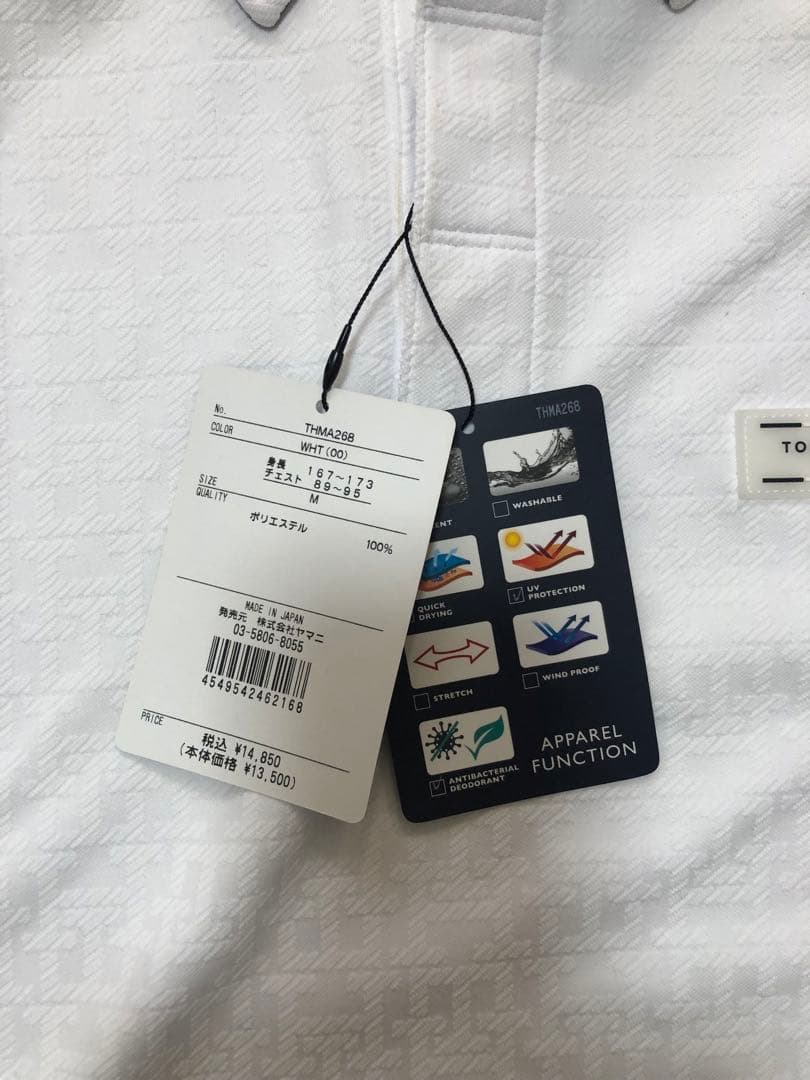 No. THMA268
COLOR WHT(00)
身長 167~173
チェスト 89~95
SIZE M
QUALITY
ポリエステル
100%
MADE IN JAPAN
発売元 株式会社ヤマニ
03-5806-8055
4549542462168
PRICE
税込 ¥14,850
(本体価格 ¥13,500)
THMA268
WASHABLE
QUICK
DRYING
UV
PROTECTION
STRETCH
WIND PROOF
ANTIBACTERIAL
DEODORANT
APPAREL
FUNCTION
TO